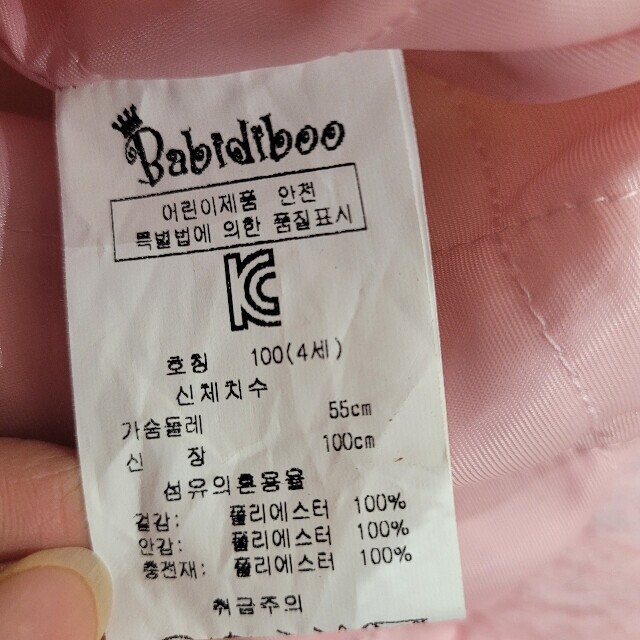 Babidiboo
어린이제품 안전
특별법에 의한 품질표시
KC
호칭 100(4세)
신체치수
가슴둘레 55cm
신 장 100cm
섬유의혼용율
겉감: 폴리에스터 100%
안감: 폴리에스터 100%
충전재: 폴리에스터 100%
취급주의